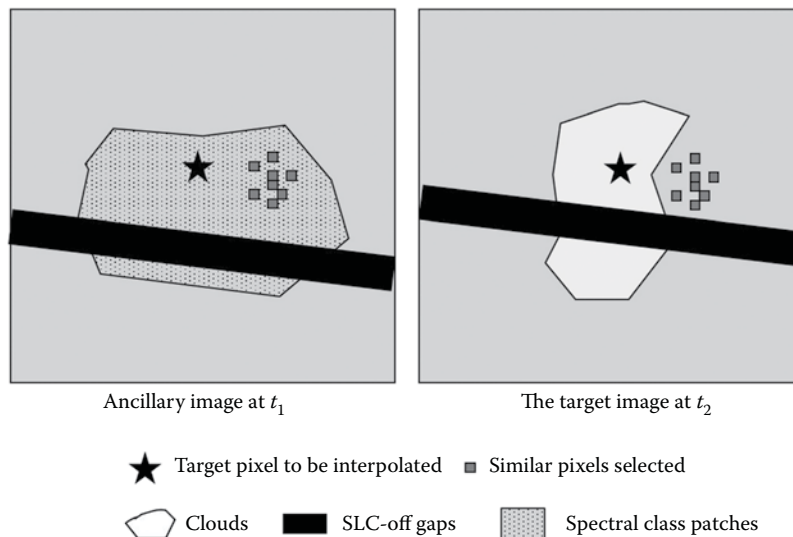 Ancillary image at t1
The target image at t2
Target pixel to be interpolated
Similar pixels selected
Clouds
SLC-off gaps
Spectral class patches